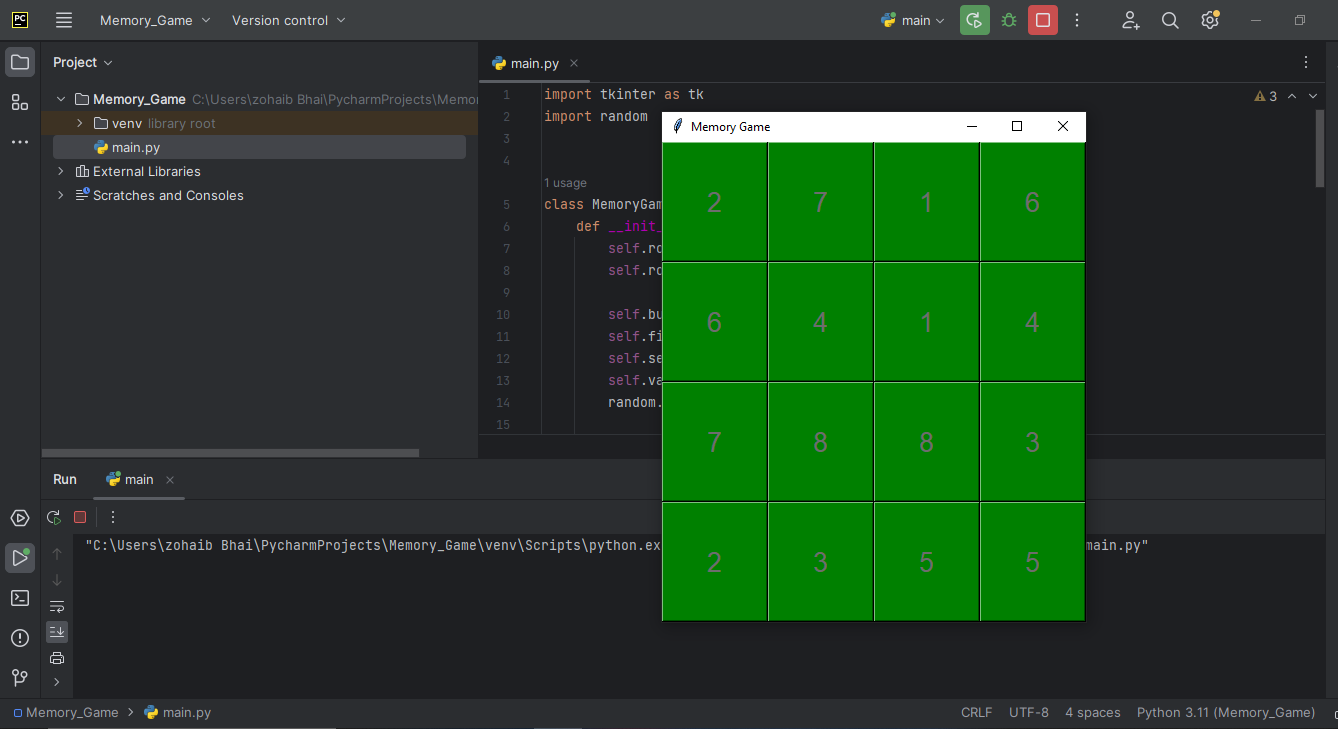 PC Memory_Game Version control main
Project
main.py
Memory_Game C:\Users\zohaib Bhai\PycharmProjects\Memor
venv library root
main.py
External Libraries
Scratches and Consoles
1 import tkinter as tk
3
2 import random
3
4
1 usage
5 class MemoryGam
6 def __init_
7 self.ro
8 self.ro
9
10 self.bu
11 self.fi
12 self.se
13 self.va
14 random.
15
Memory Game
2 7 1 6
6 4 1 4
7 8 8 3
2 3 5 5
Run main
"C:\Users\zohaib Bhai\PycharmProjects\Memory_Game\venv\Scripts\python.ex
main.py"
Memory_Game main.py CRLF UTF-8 4 spaces Python 3.11 (Memory_Game)